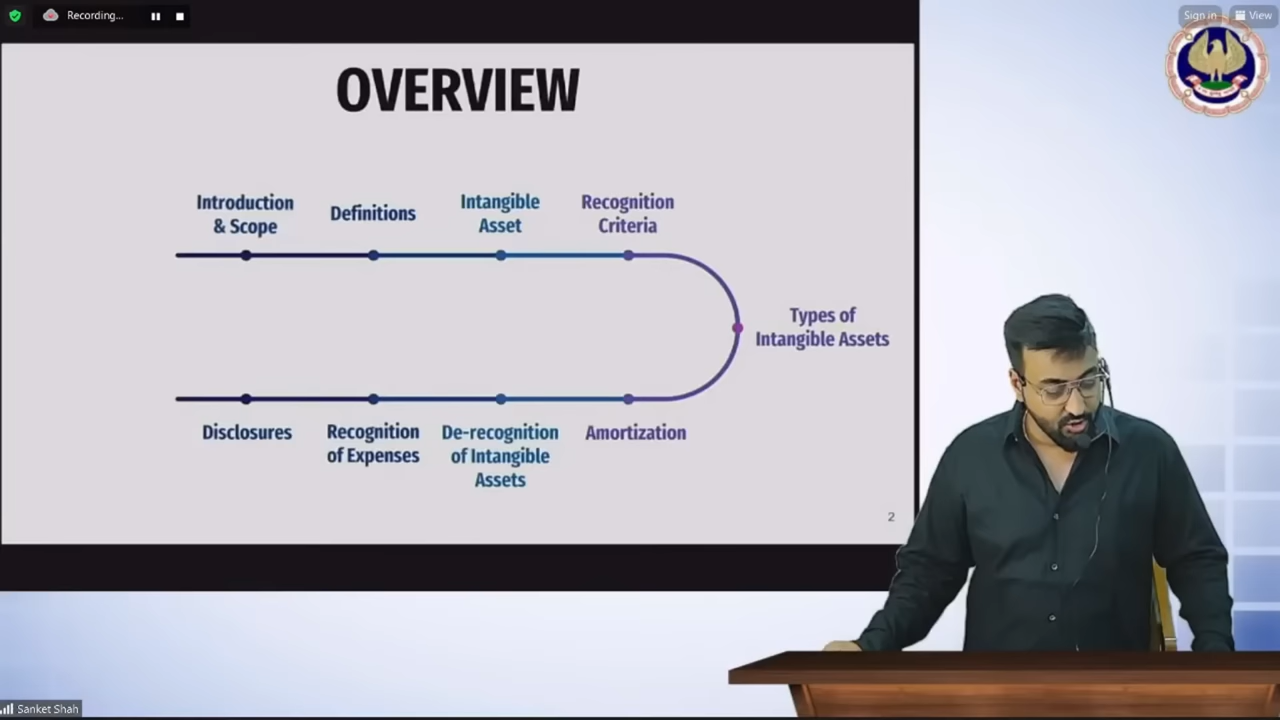 Recording...
Sign in
View
OVERVIEW
Introduction
& Scope
Definitions
Intangible
Asset
Recognition
Criteria
Types of
Intangible Assets
Disclosures
Recognition
of Expenses
De-recognition
of Intangible
Assets
Amortization
2
Sanket Shah